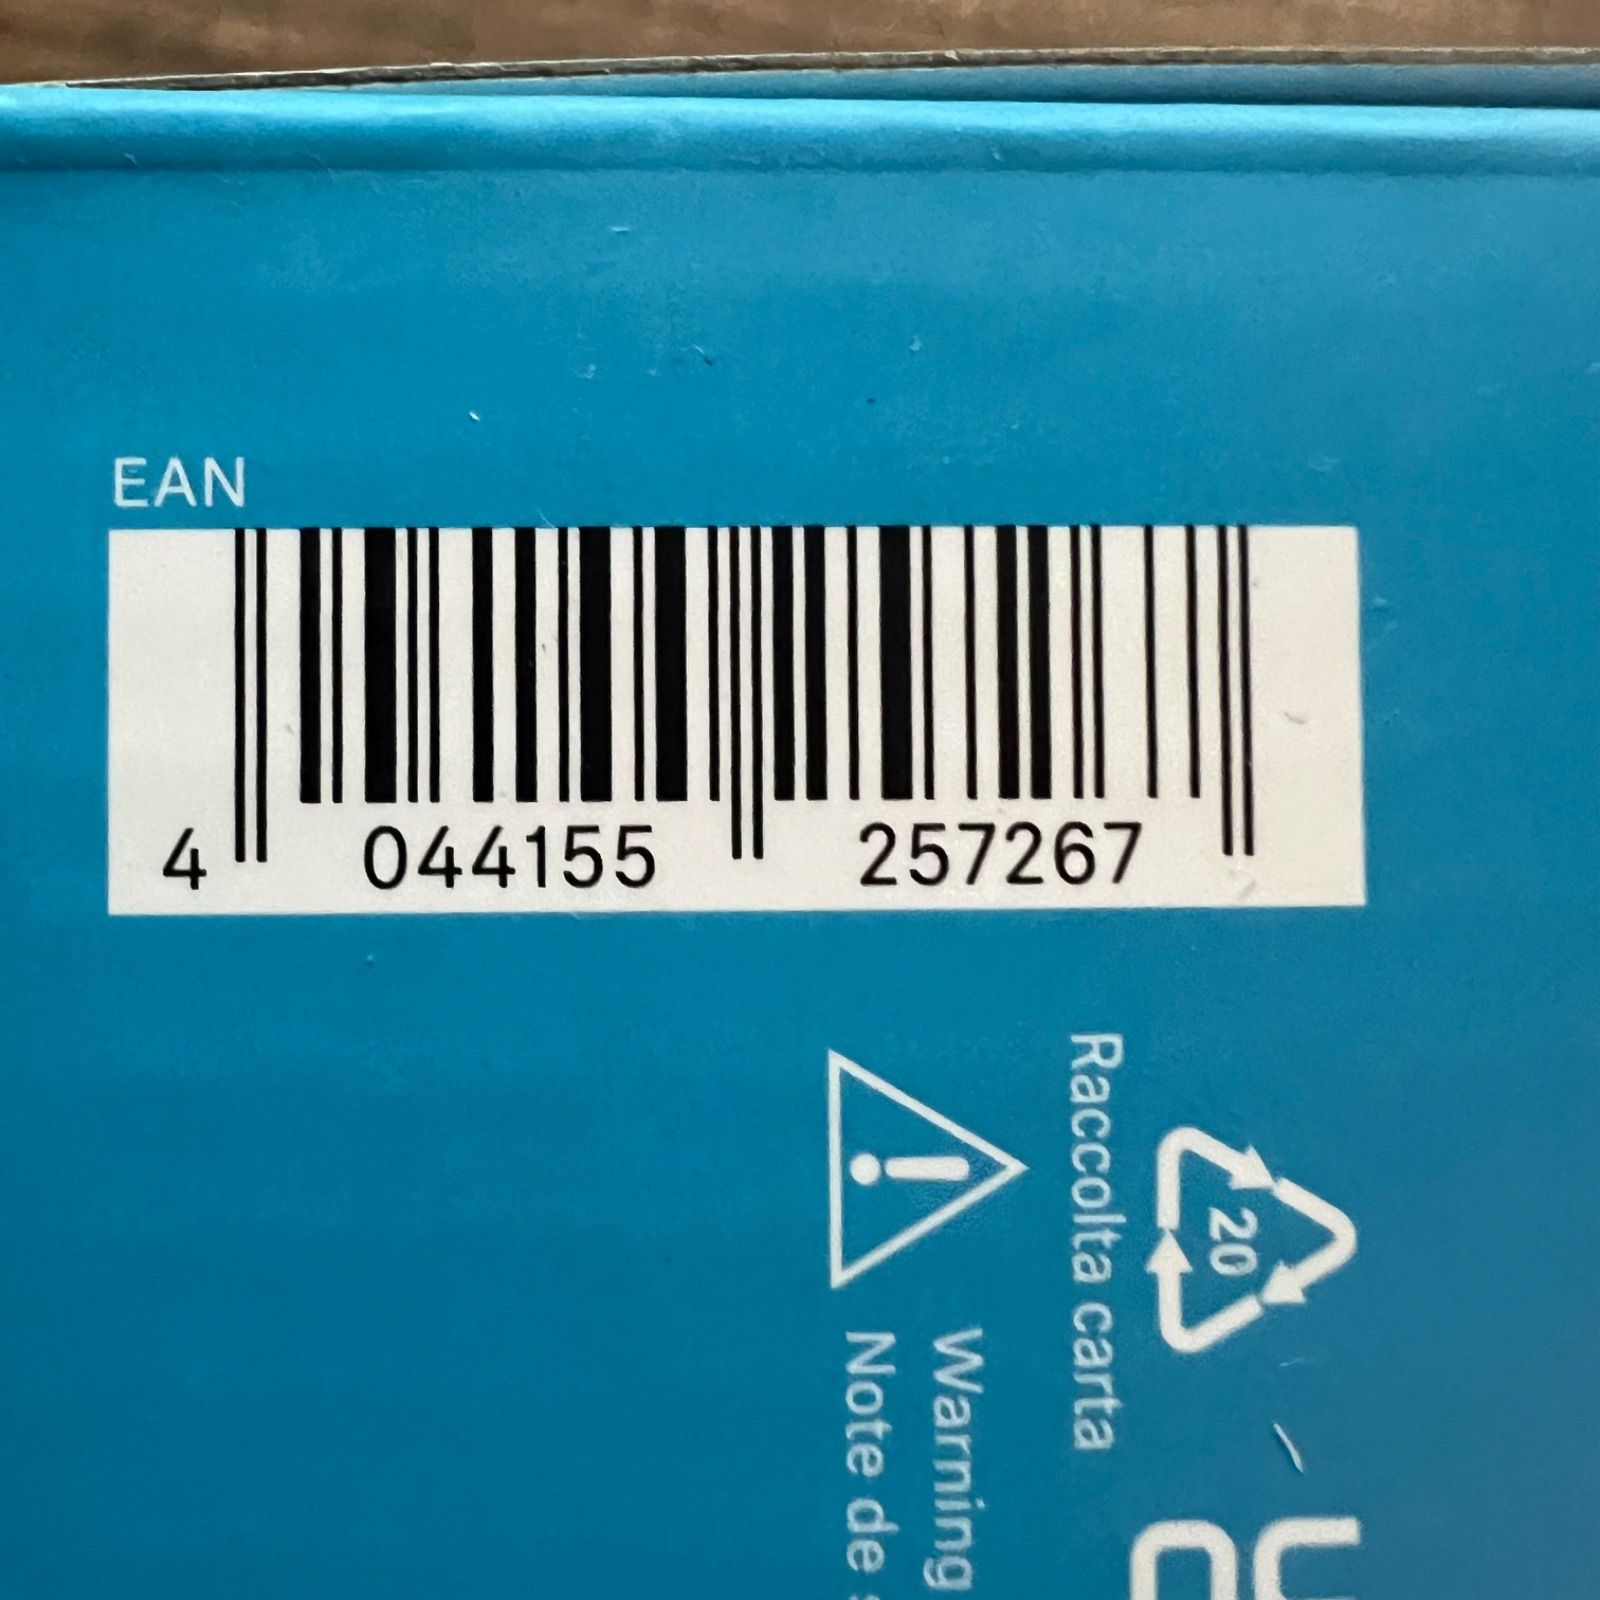 EAN
4 044155 257267
Raccolta carta
20
Warning
Note de